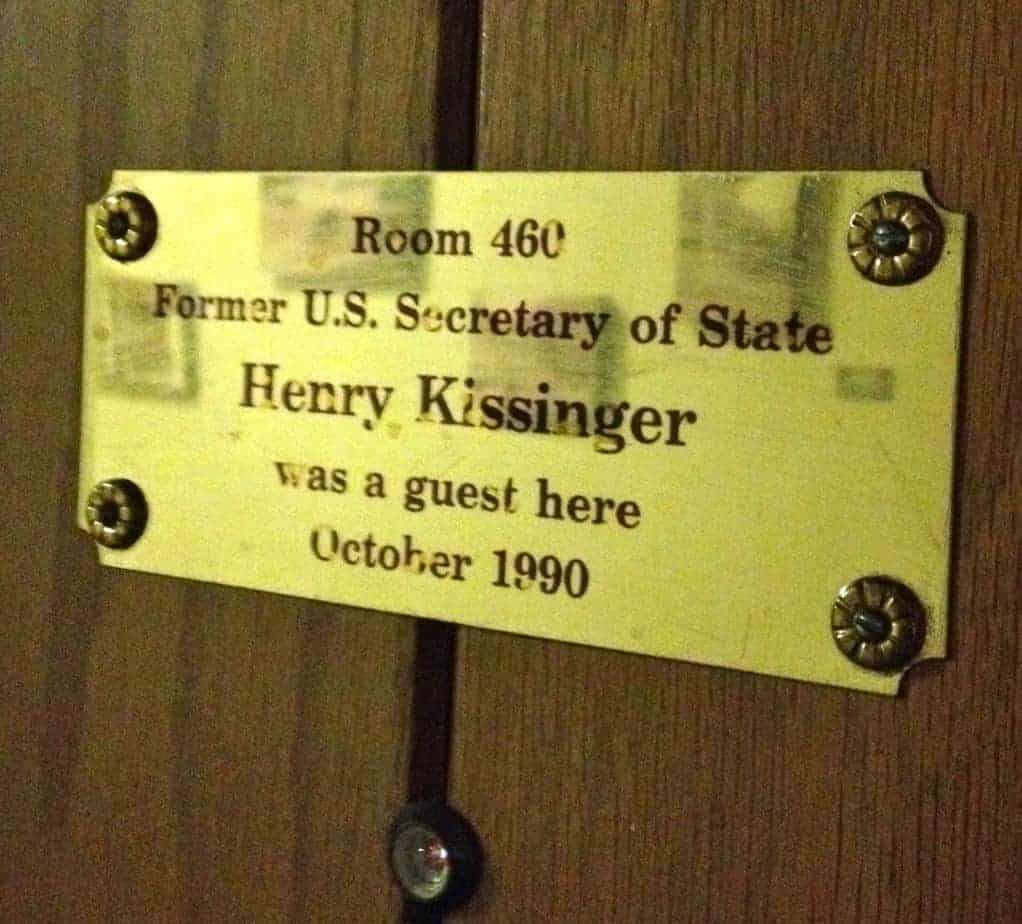 Room 460
Former U.S. Secretary of State
Henry Kissinger
was a guest here
October 1990